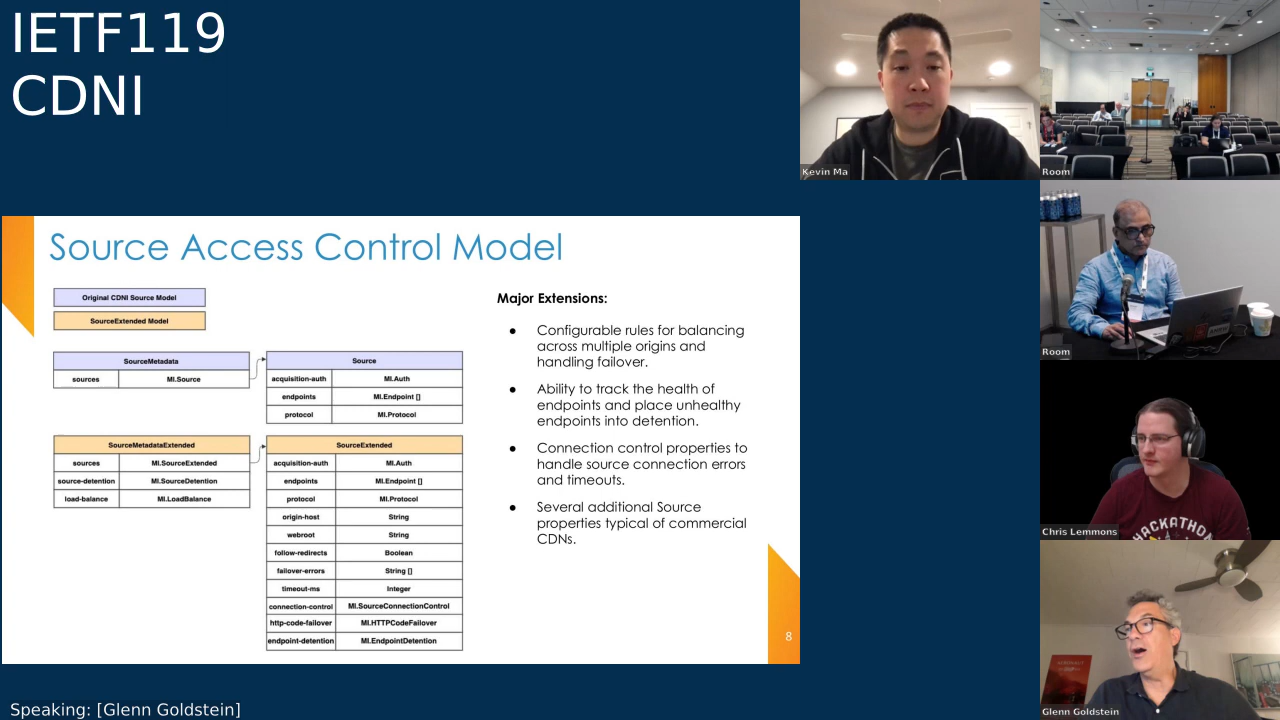 IETF119
CDNI
Source Access Control Model
Original CDNI Source Model
SourceExtended Model
SourceMetadata
sources MI.Source
Source
acquisition-auth MI.Auth
endpoints MI.Endpoint []
protocol MI.Protocol
SourceMetadataExtended
sources MI.SourceExtended
source-detention MI.SourceDetention
load-balance MI.LoadBalance
SourceExtended
acquisition-auth MI.Auth
endpoints MI.Endpoint []
protocol MI.Protocol
origin-host String
webroot String
follow-redirects Boolean
failover-errors String []
timeout-ms Integer
connection-control MI.SourceConnectionControl
http-code-failover MI.HTTPCodeFailover
endpoint-detention MI.EndpointDetention
Major Extensions:
● Configurable rules for balancing
across multiple origins and
handling failover.
● Ability to track the health of
endpoints and place unhealthy
endpoints into detention.
● Connection control properties to
handle source connection errors
and timeouts.
● Several additional Source
properties typical of commercial
CDNs.
8
Kevin Ma
Room
Room
HACKATHON
Chris Lemmons
Glenn Goldstein
Speaking: [Glenn Goldstein]